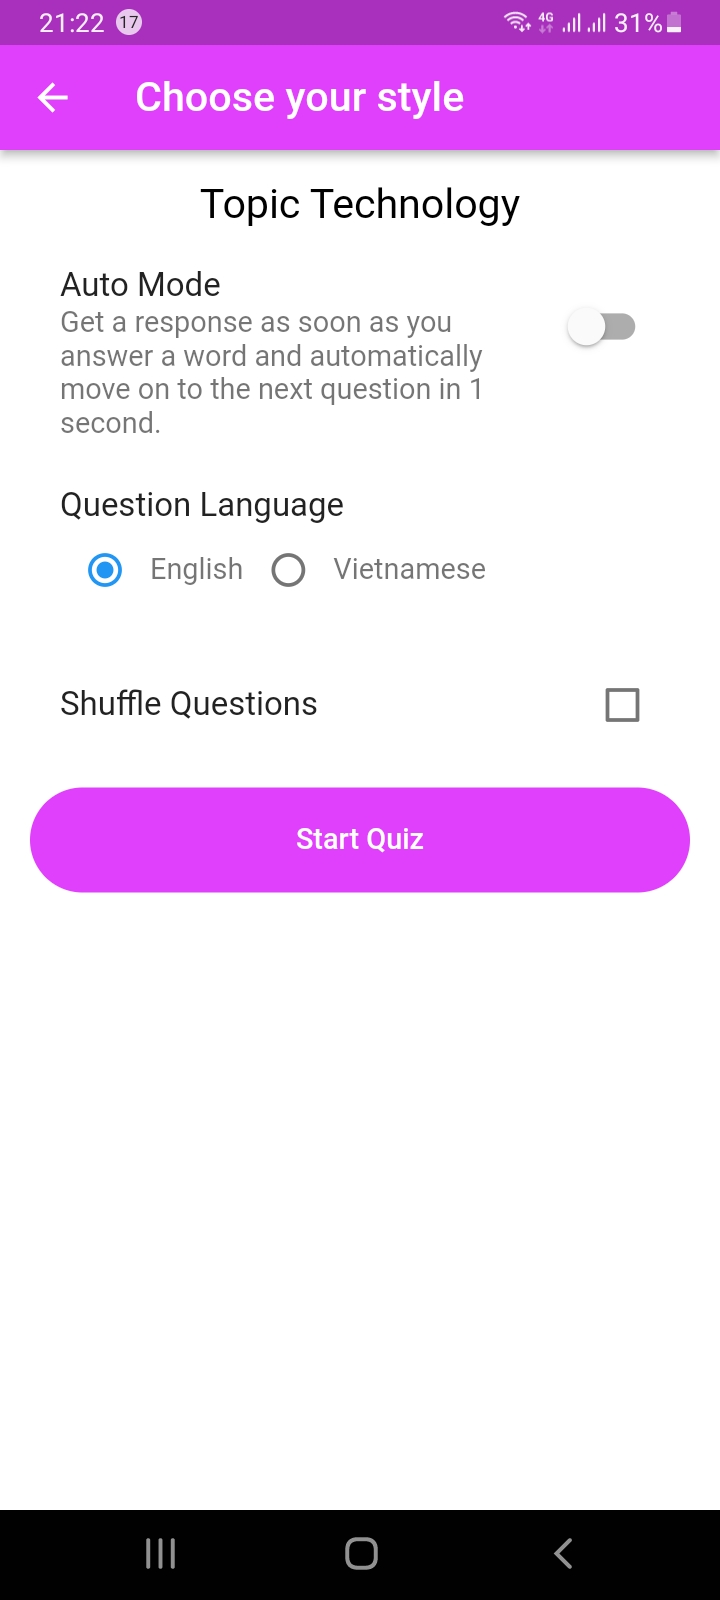 21:22 17 4G 31%
Choose your style
Topic Technology
Auto Mode
Get a response as soon as you
answer a word and automatically
move on to the next question in 1
second.
Question Language
English Vietnamese
Shuffle Questions
Start Quiz